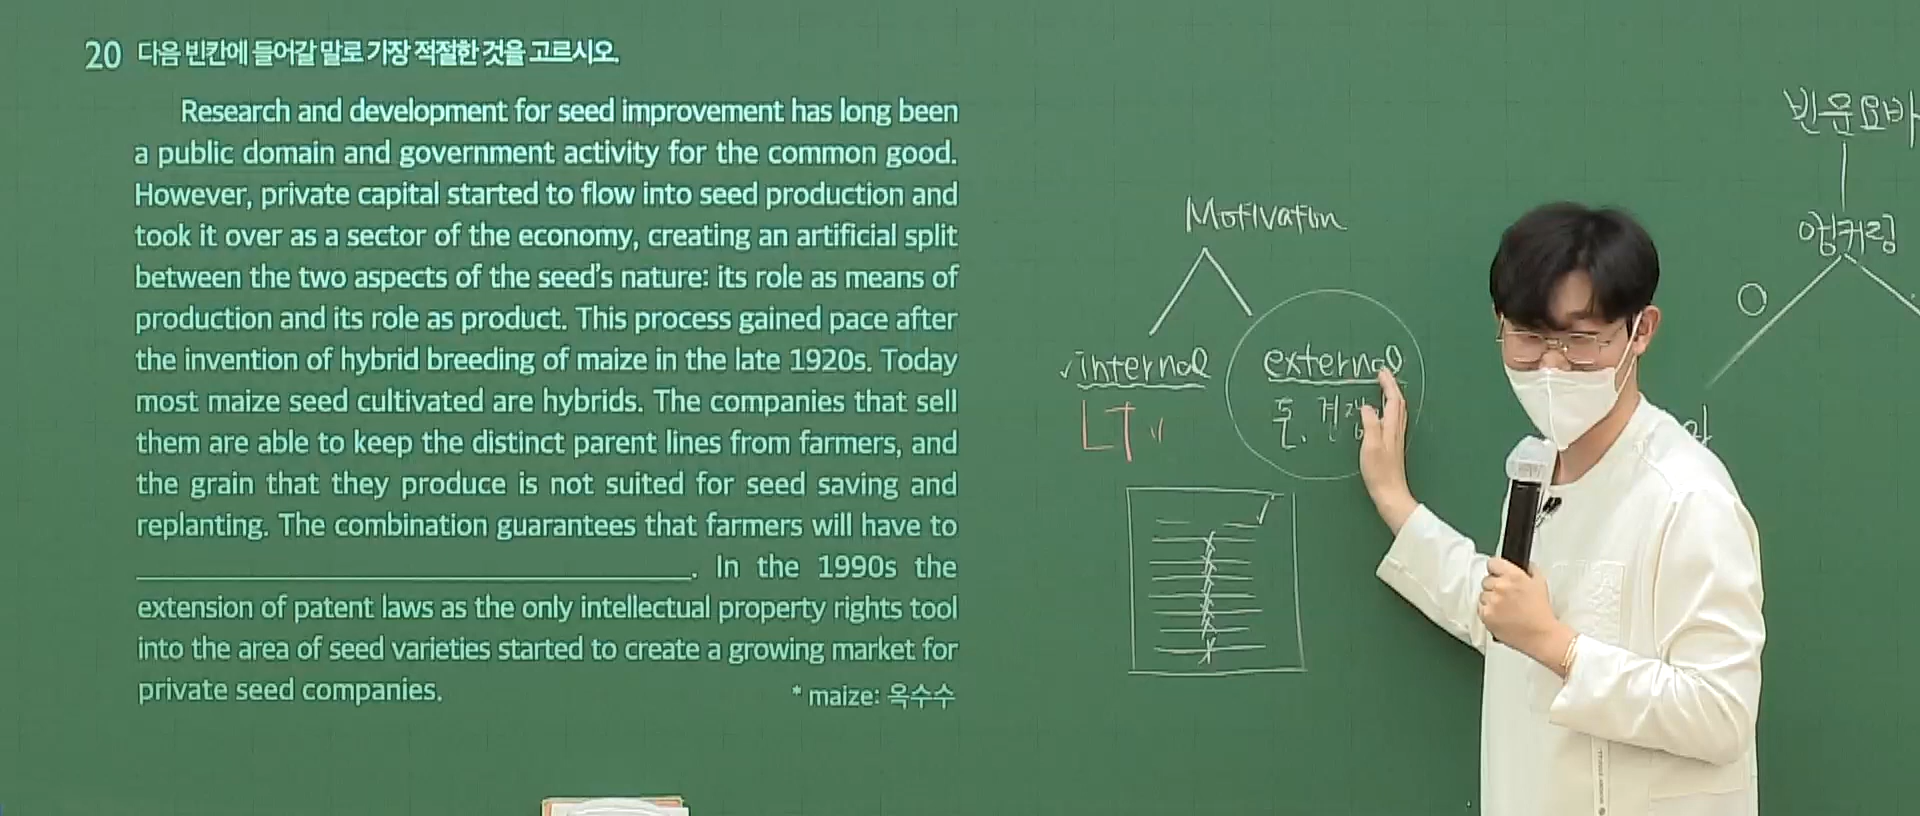 20 다음 빈칸에 들어갈 말로 가장 적절한 것을 고르시오.
Research and development for seed improvement has long been
a public domain and government activity for the common good.
However, private capital started to flow into seed production and
took it over as a sector of the economy, creating an artificial split
between the two aspects of the seed's nature: its role as means of
production and its role as product. This process gained pace after
the invention of hybrid breeding of maize in the late 1920s. Today
most maize seed cultivated are hybrids. The companies that sell
them are able to keep the distinct parent lines from farmers, and
the grain that they produce is not suited for seed saving and
replanting. The combination guarantees that farmers will have to
____________________. In the 1990s the
extension of patent laws as the only intellectual property rights tool
into the area of seed varieties started to create a growing market for
private seed companies.
* maize: 옥수수
Motivation
internal
external
LT
돈.
앵커링
O